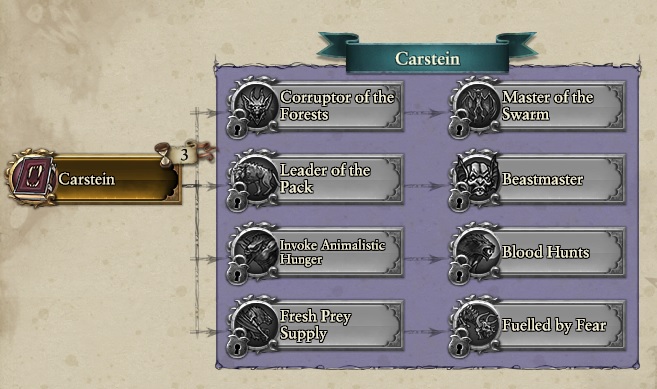 Carstein
Corruptor of the
Forests
Master of the
Swarm
3
Carstein
Leader of the
Pack
Beastmaster
Invoke Animalistic
Hunger
Blood Hunts
Fresh Prey
Supply
Fuelled by Fear